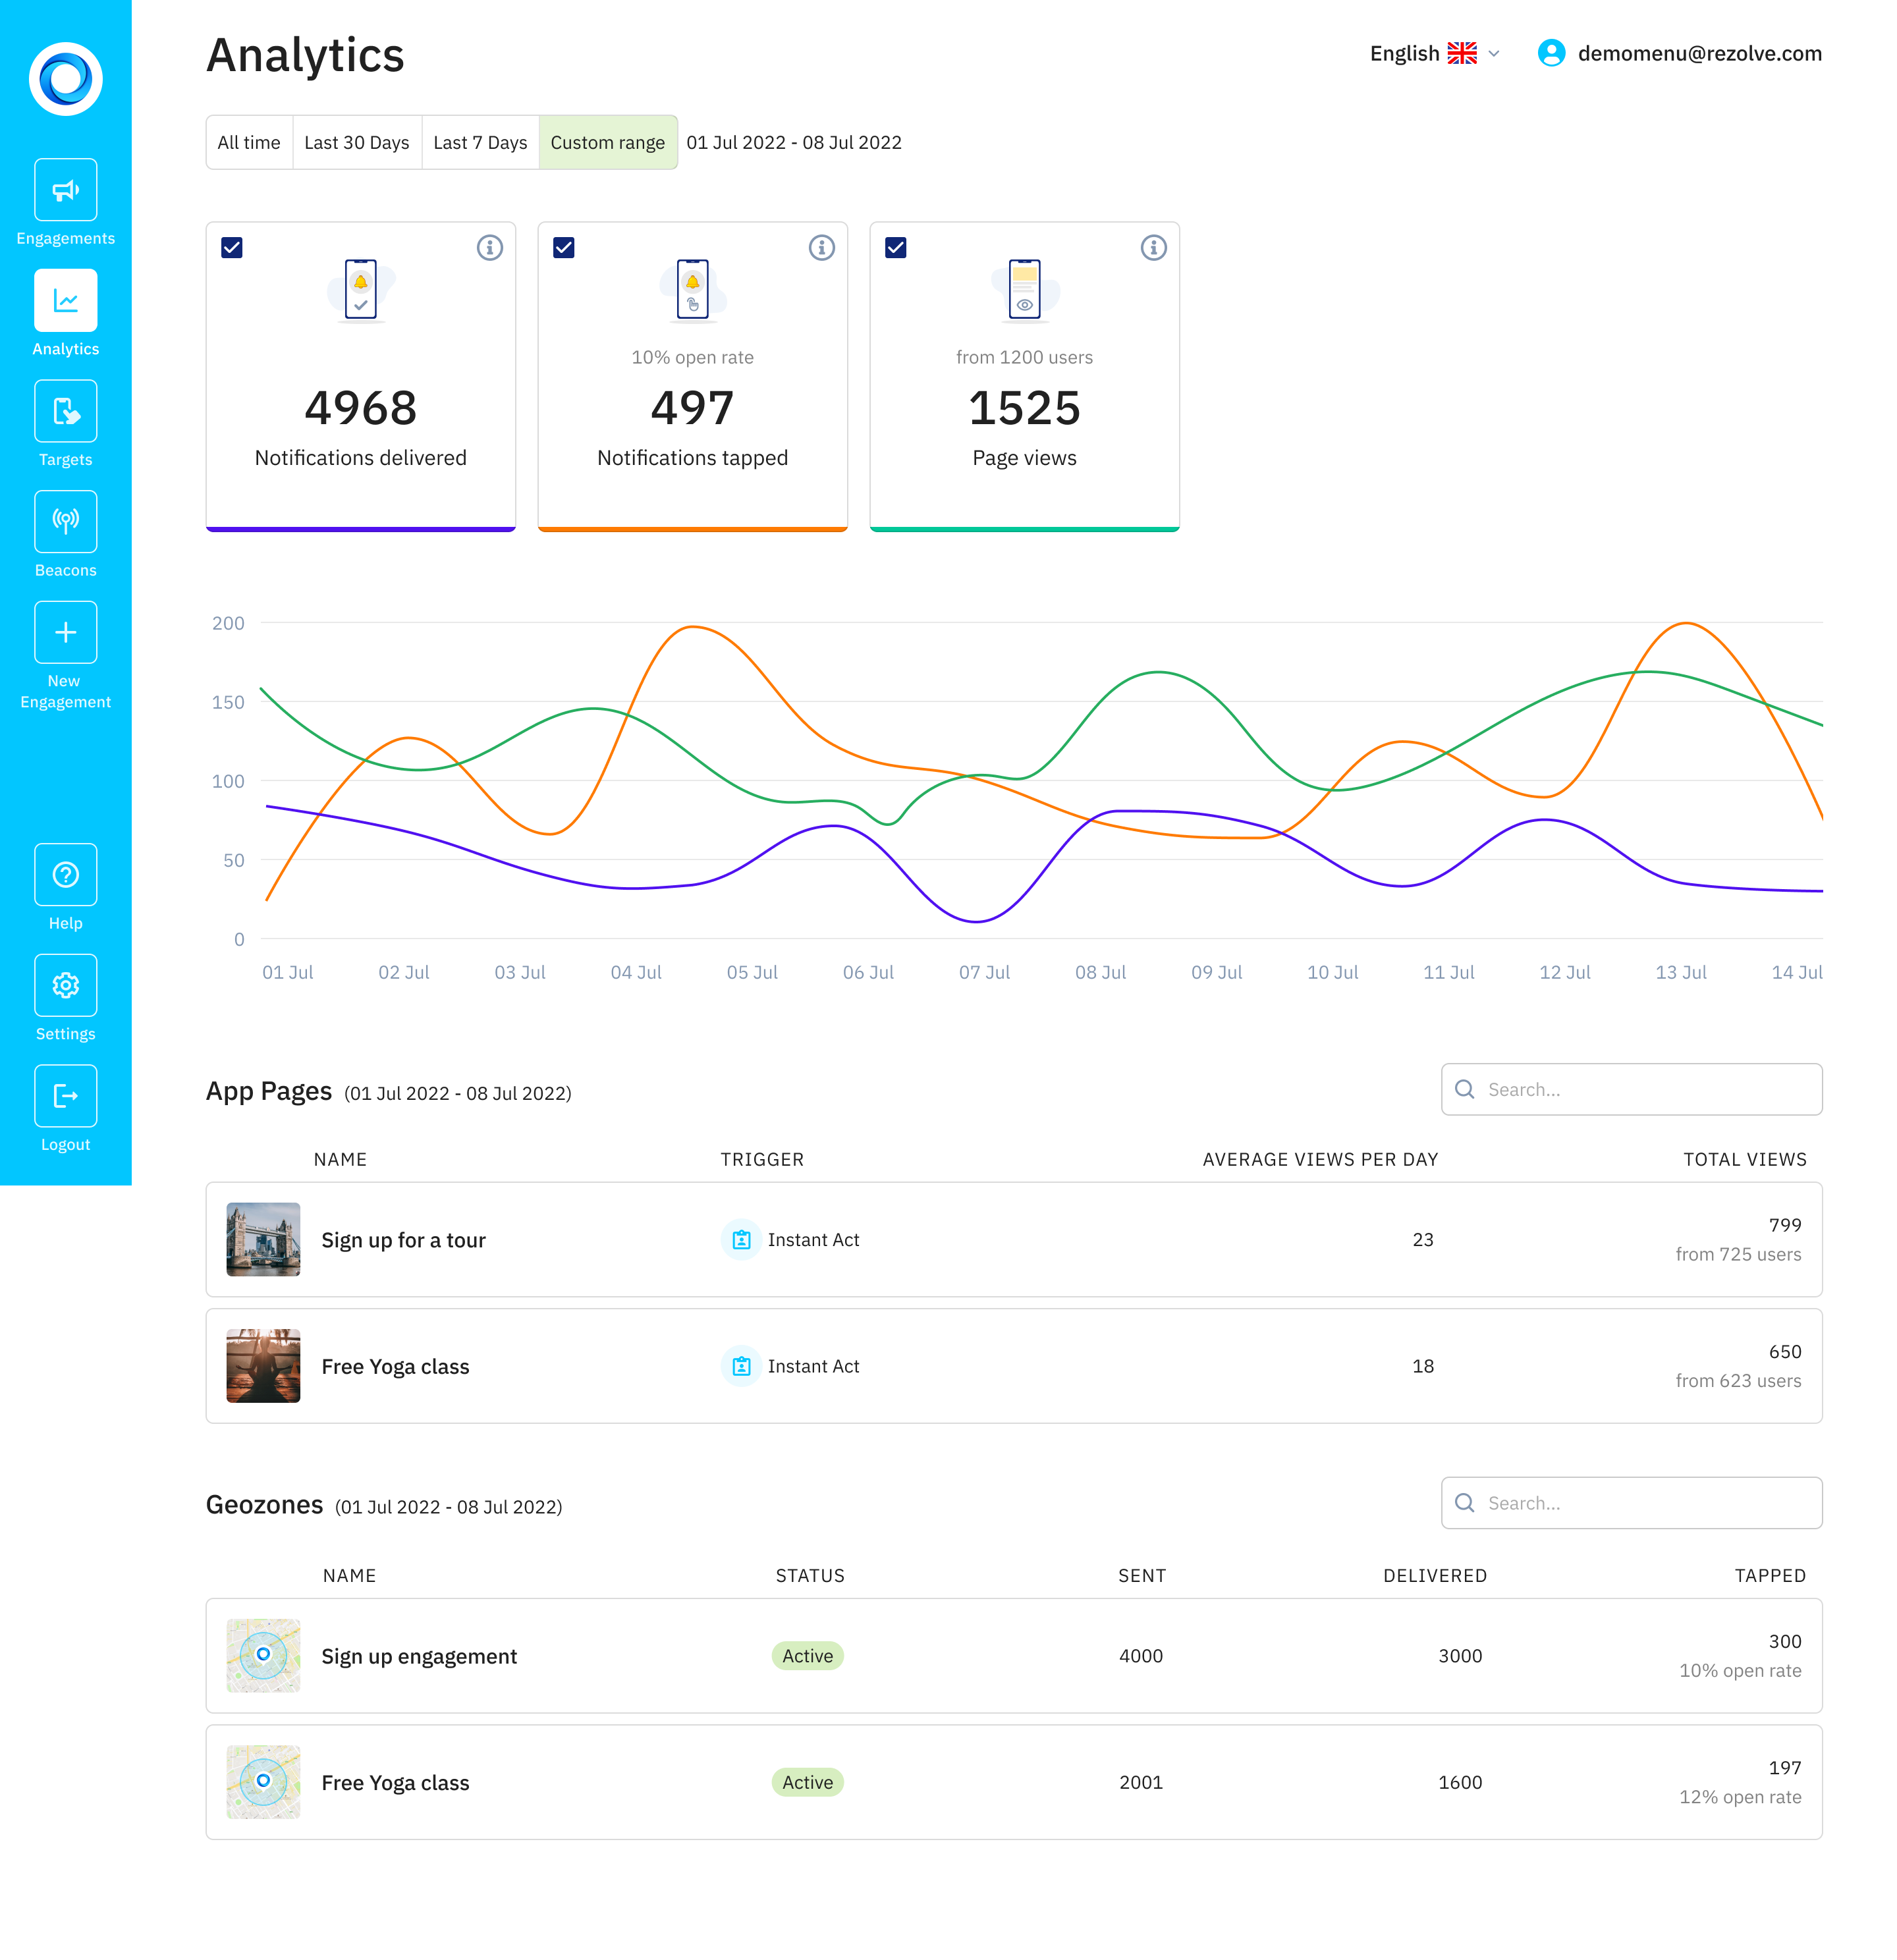 Analytics
English
demomenu@rezolve.com
All time
Last 30 Days
Last 7 Days
Custom range
01 Jul 2022 - 08 Jul 2022
Engagements
Analytics
Targets
Beacons
New
Engagement
Help
Settings
Logout
4968
Notifications delivered
10% open rate
497
Notifications tapped
from 1200 users
1525
Page views
200
150
100
50
0
01 Jul
02 Jul
03 Jul
04 Jul
05 Jul
06 Jul
07 Jul
08 Jul
09 Jul
10 Jul
11 Jul
12 Jul
13 Jul
14 Jul
App Pages (01 Jul 2022 - 08 Jul 2022)
Search...
NAME
TRIGGER
AVERAGE VIEWS PER DAY
TOTAL VIEWS
Sign up for a tour
Instant Act
23
799
from 725 users
Free Yoga class
Instant Act
18
650
from 623 users
Geozones (01 Jul 2022 - 08 Jul 2022)
Search...
NAME
STATUS
SENT
DELIVERED
TAPPED
Sign up engagement
Active
4000
3000
300
10% open rate
Free Yoga class
Active
2001
1600
197
12% open rate